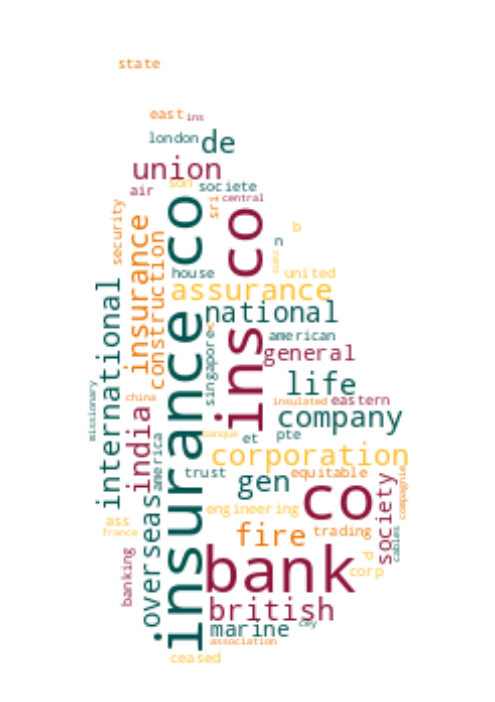 state
east
ins
london
de
union
air
son
societe
central
security
sri
b
n
insurance
construction
insurance co
ins co
house
united
assurance
international
national
american
singapore
general
life
eastern
insulated
china
missionary
india
america
company
banque
et
pte
corporation
trust
equitable
gen
co
society
compagnie
overseas
engineering
ass
france
fire
trading
cables
banking
bank
d
corp
british
marine
cey
association
ceased